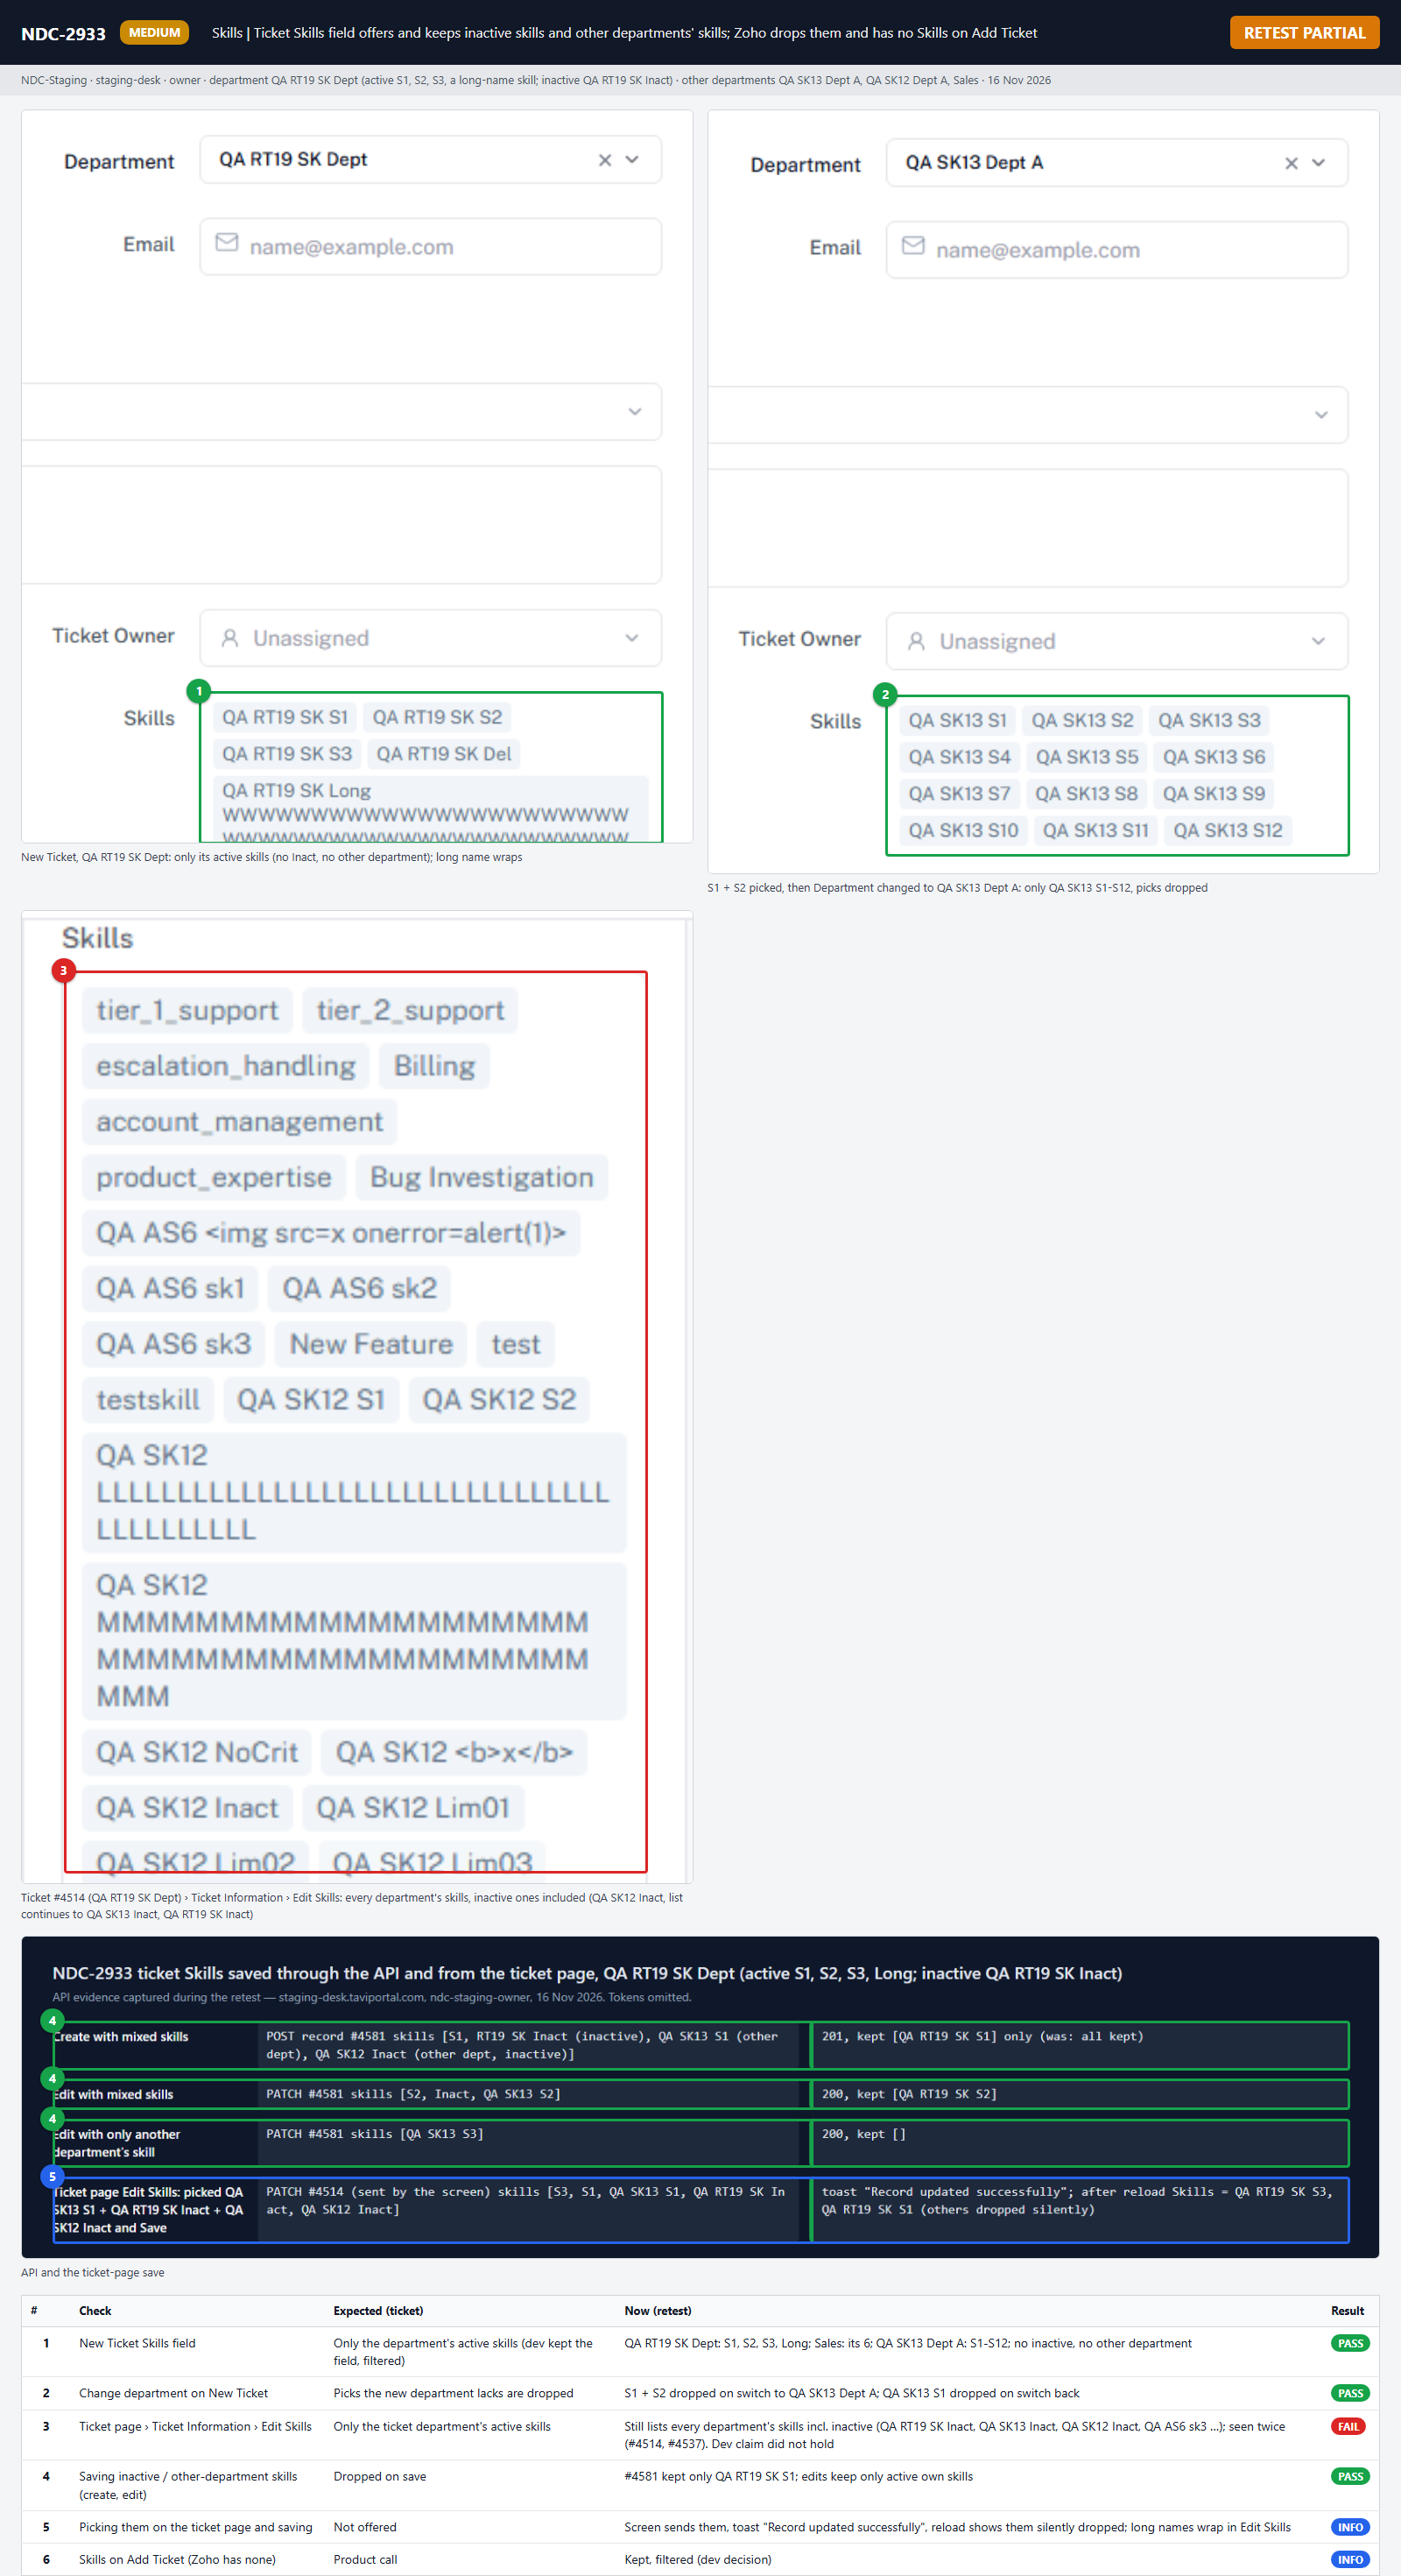 NDC-2933 MEDIUM Skills | Ticket Skills field offers and keeps inactive skills and other departments' skills; Zoho drops them and has no Skills on Add Ticket RETEST PARTIAL
NDC-Staging · staging-desk · owner · department QA RT19 SK Dept (active S1, S2, S3, a long-name skill; inactive QA RT19 SK Inact) · other departments QA SK13 Dept A, QA SK12 Dept A, Sales · 16 Nov 2026
Department QA RT19 SK Dept
Email name@example.com
Ticket Owner Unassigned
1
Skills QA RT19 SK S1 QA RT19 SK S2
QA RT19 SK S3 QA RT19 SK Del
QA RT19 SK Long
WWWWWWWWWWWWWWWWWWWWWWW
WWWWWWWWWWWWWWWWWWWWWWW
New Ticket, QA RT19 SK Dept: only its active skills (no Inact, no other department); long name wraps
Department QA SK13 Dept A
Email name@example.com
Ticket Owner Unassigned
2
Skills QA SK13 S1 QA SK13 S2 QA SK13 S3
QA SK13 S4 QA SK13 S5 QA SK13 S6
QA SK13 S7 QA SK13 S8 QA SK13 S9
QA SK13 S10 QA SK13 S11 QA SK13 S12
S1 + S2 picked, then Department changed to QA SK13 Dept A: only QA SK13 S1-S12, picks dropped
Skills
3
tier_1_support tier_2_support
escalation_handling Billing
account_management
product_expertise Bug Investigation
QA AS6 <img src=x onerror=alert(1)>
QA AS6 sk1 QA AS6 sk2
QA AS6 sk3 New Feature test
testskill QA SK12 S1 QA SK12 S2
QA SK12
LLLLLLLLLLLLLLLLLLLLLLLLLLLLLLLL
LLLLLLLLLL
QA SK12
MMMMMMMMMMMMMMMMMMMM
MMMMMMMMMMMMMMMMMMMM
MMM
QA SK12 NoCrit QA SK12 <b>x</b>
QA SK12 Inact QA SK12 Lim01
QA SK12 Lim02 QA SK12 Lim03
Ticket #4514 (QA RT19 SK Dept) › Ticket Information › Edit Skills: every department's skills, inactive ones included (QA SK12 Inact, list
continues to QA SK13 Inact, QA RT19 SK Inact)
NDC-2933 ticket Skills saved through the API and from the ticket page, QA RT19 SK Dept (active S1, S2, S3, Long; inactive QA RT19 SK Inact)
API evidence captured during the retest — staging-desk.taviportal.com, ndc-staging-owner, 16 Nov 2026. Tokens omitted.
4
Create with mixed skills POST record #4581 skills [S1, RT19 SK Inact (inactive), QA SK13 S1 (other 201, kept [QA RT19 SK S1] only (was: all kept)
dept), QA SK12 Inact (other dept, inactive)]
4
Edit with mixed skills PATCH #4581 skills [S2, Inact, QA SK13 S2] 200, kept [QA RT19 SK S2]
4
Edit with only another PATCH #4581 skills [QA SK13 S3] 200, kept []
department's skill
5
Ticket page Edit Skills: picked QA PATCH #4514 (sent by the screen) skills [S3, S1, QA SK13 S1, QA RT19 SK In toast "Record updated successfully"; after reload Skills = QA RT19 SK S3,
SK13 S1 + QA RT19 SK Inact + QA act, QA SK12 Inact] QA RT19 SK S1 (others dropped silently)
SK12 Inact and Save
API and the ticket-page save
# Check Expected (ticket) Now (retest) Result
1 New Ticket Skills field Only the department's active skills (dev kept the QA RT19 SK Dept: S1, S2, S3, Long; Sales: its 6; QA SK13 Dept A: S1-S12; no inactive, no other department PASS
field, filtered)
2 Change department on New Ticket Picks the new department lacks are dropped S1 + S2 dropped on switch to QA SK13 Dept A; QA SK13 S1 dropped on switch back PASS
3 Ticket page › Ticket Information › Edit Skills Only the ticket department's active skills Still lists every department's skills incl. inactive (QA RT19 SK Inact, QA SK13 Inact, QA SK12 Inact, QA AS6 sk3 ...); seen twice FAIL
(#4514, #4537). Dev claim did not hold
4 Saving inactive / other-department skills Dropped on save #4581 kept only QA RT19 SK S1; edits keep only active own skills PASS
(create, edit)
5 Picking them on the ticket page and saving Not offered Screen sends them, toast "Record updated successfully", reload shows them silently dropped; long names wrap in Edit Skills INFO
6 Skills on Add Ticket (Zoho has none) Product call Kept, filtered (dev decision) INFO